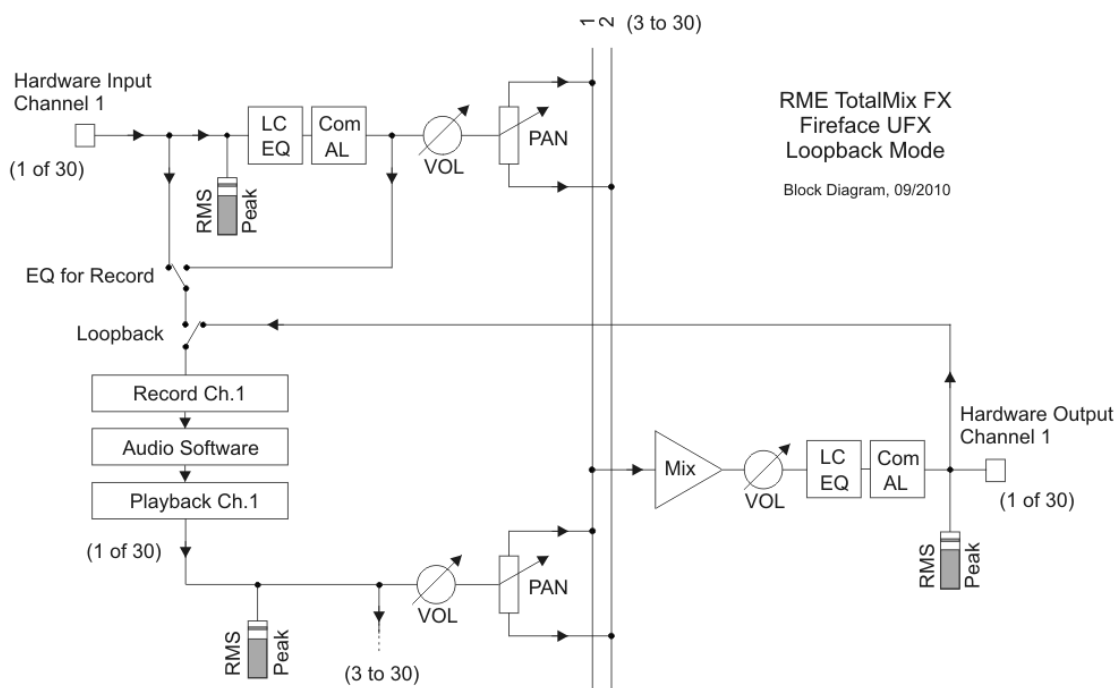 1
2
(3 to 30)
Hardware Input
Channel 1
(1 of 30)
LC
EQ
Com
AL
VOL
PAN
RMS
Peak
RME TotalMix FX
Fireface UFX
Loopback Mode
Block Diagram, 09/2010
EQ for Record
Loopback
Record Ch.1
Audio Software
Playback Ch.1
(1 of 30)
Mix
VOL
LC
EQ
Com
AL
Hardware Output
Channel 1
(1 of 30)
RMS
Peak
VOL
PAN
RMS
Peak
(3 to 30)